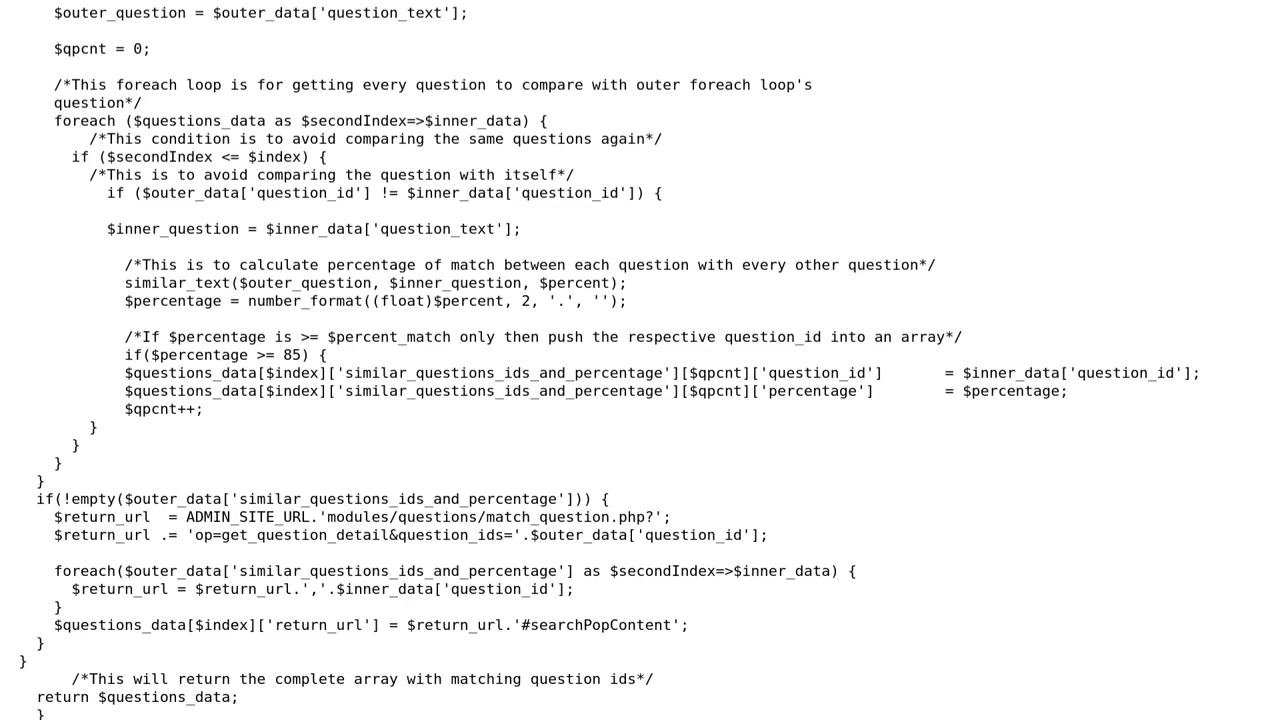 $outer_question = $outer_data['question_text'];
$qpcnt = 0;
/*This foreach loop is for getting every question to compare with outer foreach loop's
question*/
foreach ($questions_data as $secondIndex=>$inner_data) {
/*This condition is to avoid comparing the same questions again*/
if ($secondIndex <= $index) {
/*This is to avoid comparing the question with itself*/
if ($outer_data['question_id'] != $inner_data['question_id']) {
$inner_question = $inner_data['question_text'];
/*This is to calculate percentage of match between each question with every other question*/
similar_text($outer_question, $inner_question, $percent);
$percentage = number_format((float)$percent, 2, '.', '');
/*If $percentage is >= $percent_match only then push the respective question_id into an array*/
if($percentage >= 85) {
$questions_data[$index]['similar_questions_ids_and_percentage'][$qpcnt]['question_id']       = $inner_data['question_id'];
$questions_data[$index]['similar_questions_ids_and_percentage'][$qpcnt]['percentage']        = $percentage;
$qpcnt++;
}
}
}
}
if(!empty($outer_data['similar_questions_ids_and_percentage'])) {
$return_url  = ADMIN_SITE_URL.'modules/questions/match_question.php?';
$return_url .= 'op=get_question_detail&question_ids='.$outer_data['question_id'];
foreach($outer_data['similar_questions_ids_and_percentage'] as $secondIndex=>$inner_data) {
$return_url = $return_url.','.$inner_data['question_id'];
}
$questions_data[$index]['return_url'] = $return_url.'#searchPopContent';
}
}
/*This will return the complete array with matching question ids*/
return $questions_data;
}